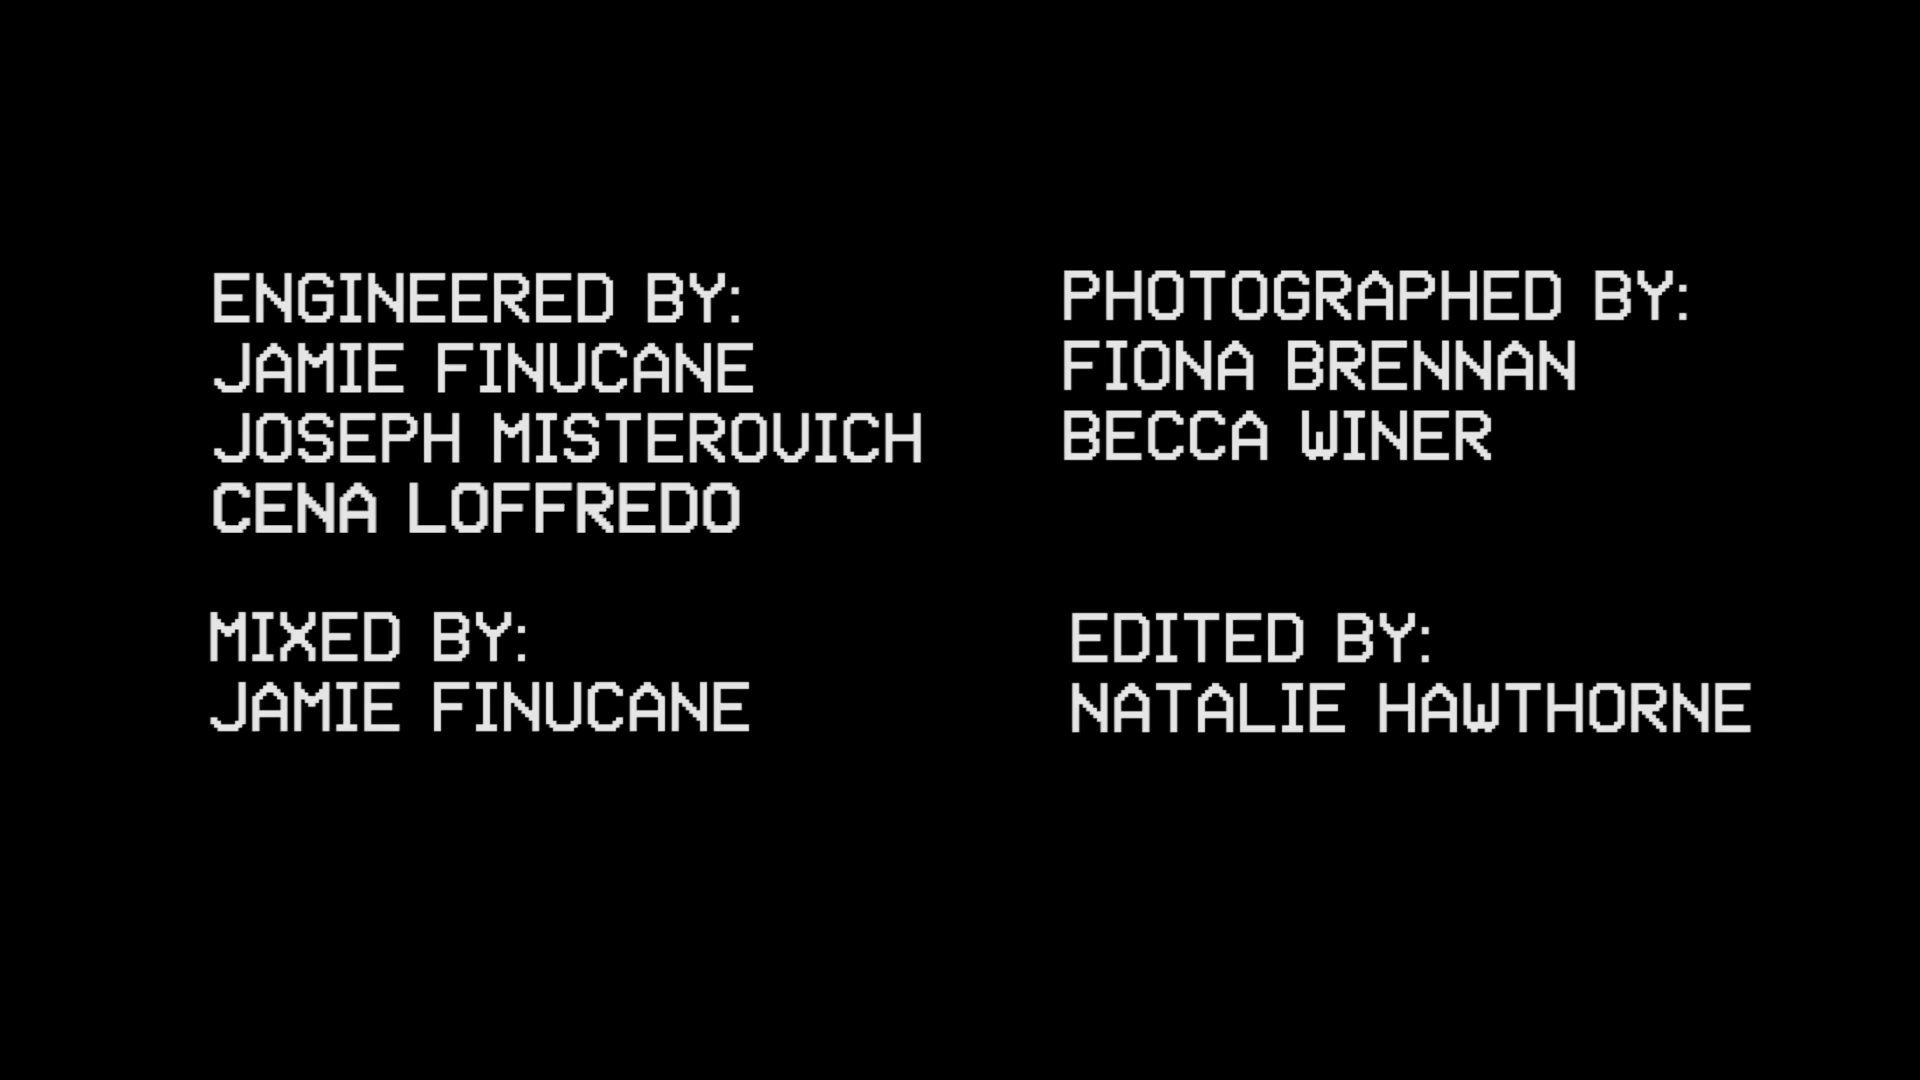 ENGINEERED BY:
JAMIE FINUCANE
JOSEPH MISTEROVICH
CENA LOFFREDO
MIXED BY:
JAMIE FINUCANE
PHOTOGRAPHED BY:
FIONA BRENNAN
BECCA WINER
EDITED BY:
NATALIE HAWTHORNE